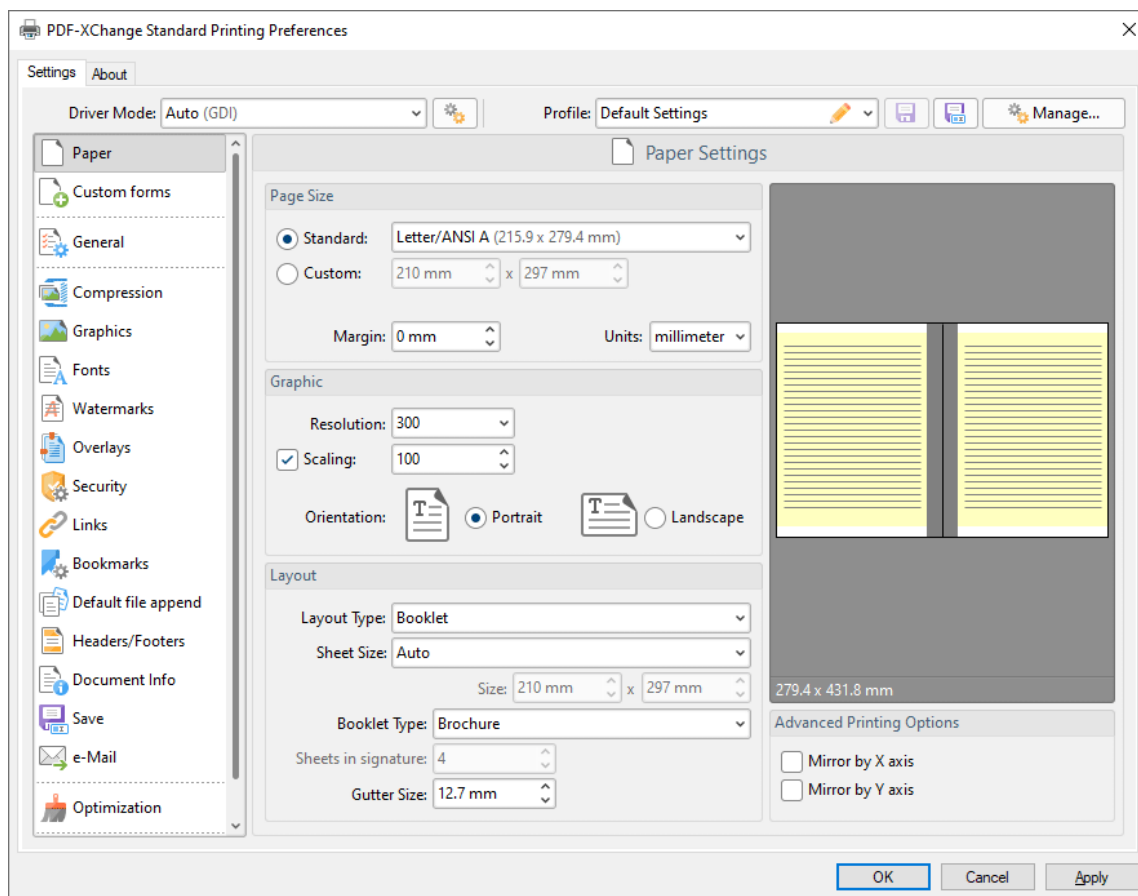 PDF-XChange Standard Printing Preferences
Settings About
Driver Mode: Auto (GDI) Profile: Default Settings Manage...
Paper
Custom forms
General
Compression
Graphics
Fonts
Watermarks
Overlays
Security
Links
Bookmarks
Default file append
Headers/Footers
Document Info
Save
e-Mail
Optimization
Paper Settings
Page Size
Standard: Letter/ANSI A (215.9 x 279.4 mm)
Custom: 210 mm x 297 mm
Margin: 0 mm Units: millimeter
Graphic
Resolution: 300
Scaling: 100
Orientation: T Portrait T Landscape
Layout
Layout Type: Booklet
Sheet Size: Auto
Size: 210 mm x 297 mm
Booklet Type: Brochure
Sheets in signature: 4
Gutter Size: 12.7 mm
279.4 x 431.8 mm
Advanced Printing Options
Mirror by X axis
Mirror by Y axis
OK Cancel Apply